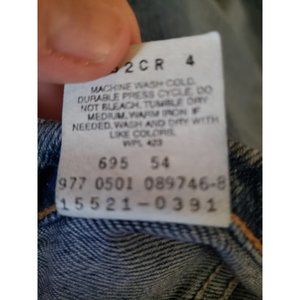 52CR 4
MACHINE WASH COLD,
DURABLE PRESS CYCLE, DO
NOT BLEACH, TUMBLE DRY
MEDIUM, WARM IRON IF
NEEDED, WASH AND DRY WITH
LIKE COLORS.
WPL 423
695 54
977 0501 089746-8
15521-0391